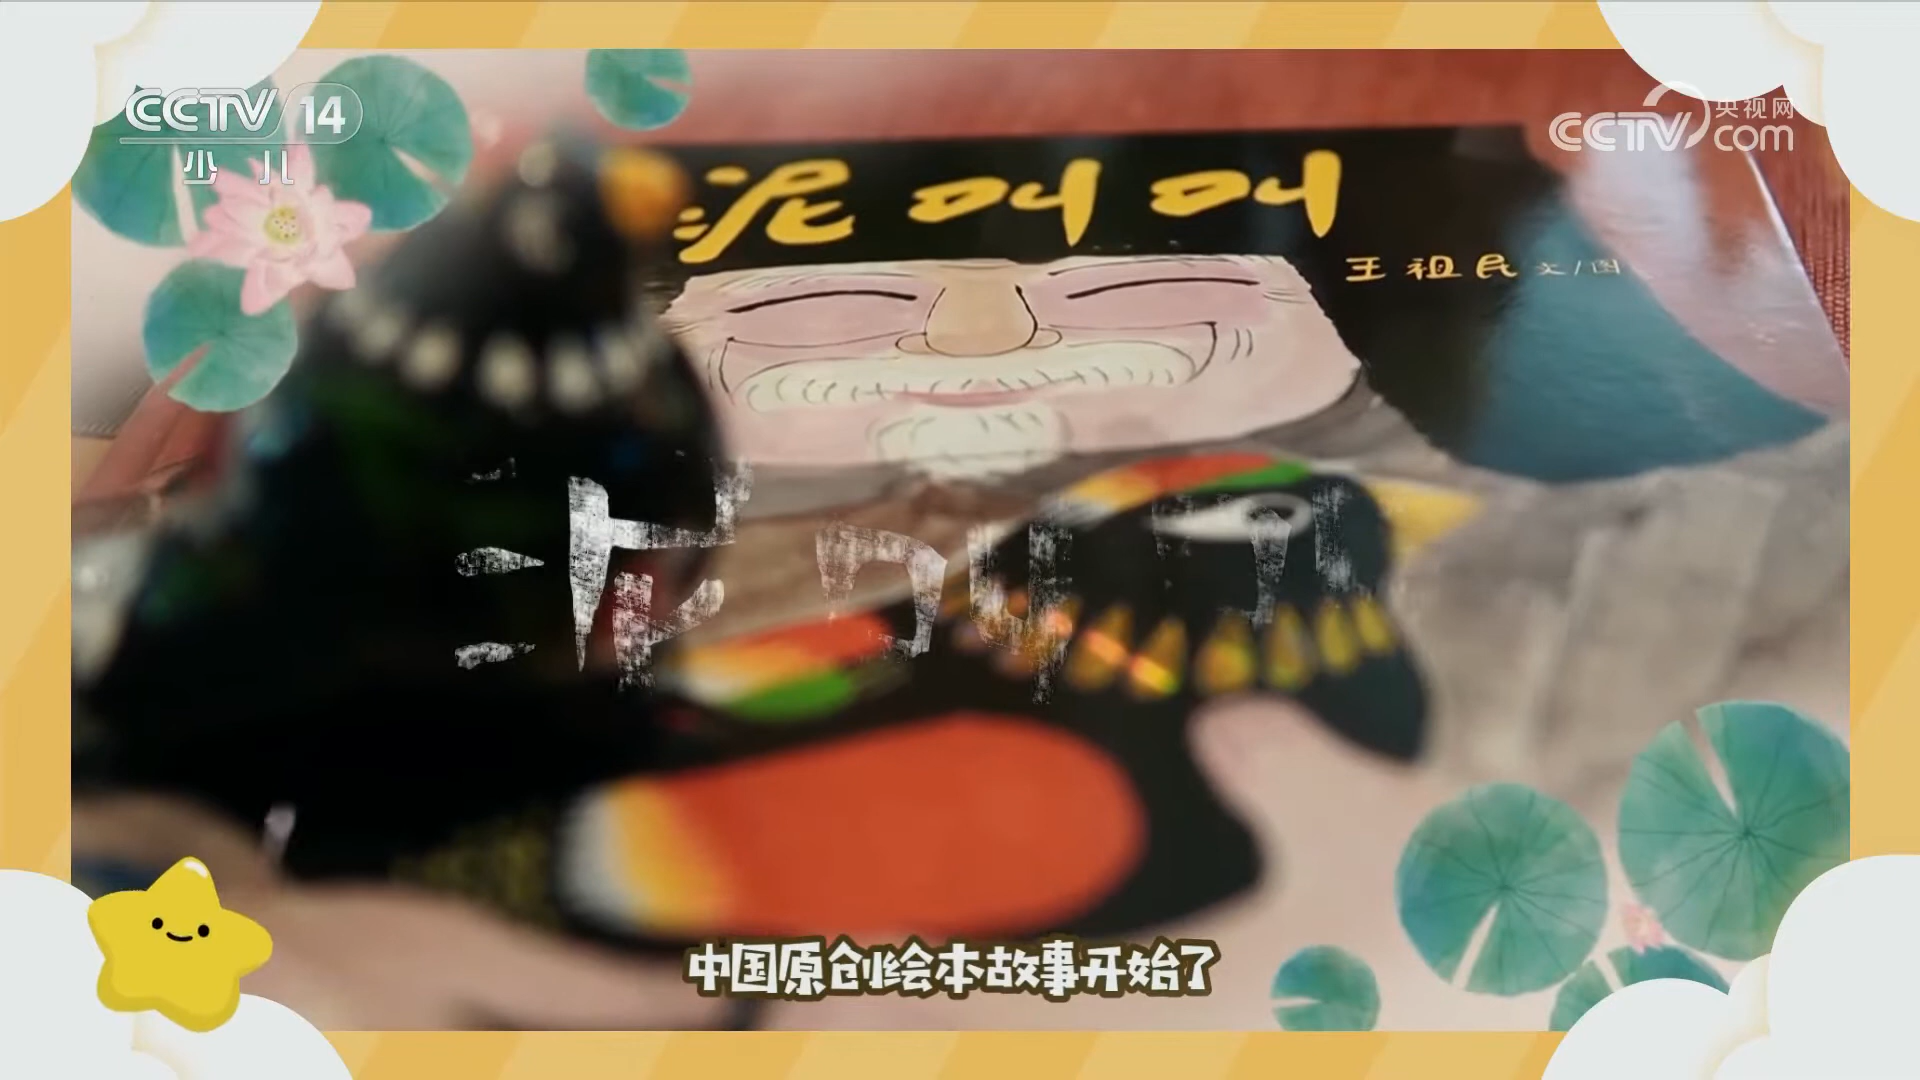 CCTV 14
少儿
央视网
CCTV.com
泥叫叫
王祖民 文/图
中国原创绘本故事开始了